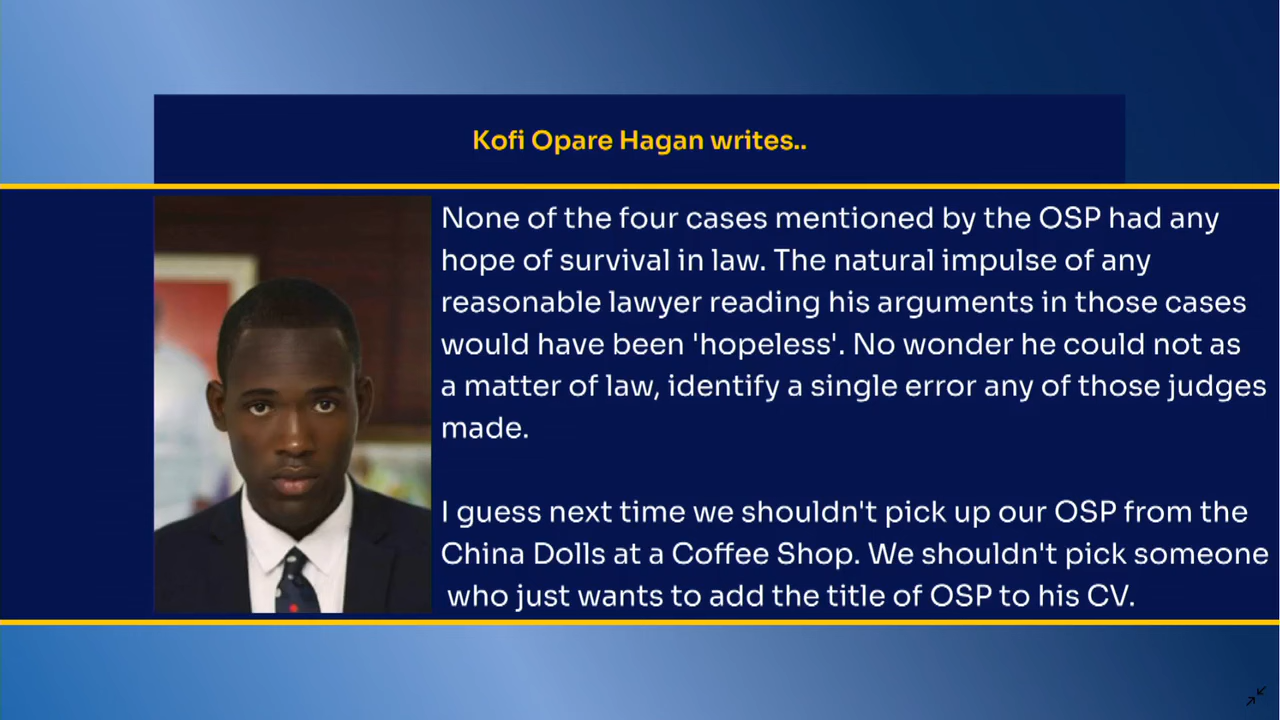 Kofi Opare Hagan writes..
None of the four cases mentioned by the OSP had any
hope of survival in law. The natural impulse of any
reasonable lawyer reading his arguments in those cases
would have been 'hopeless'. No wonder he could not as
a matter of law, identify a single error any of those judges
made.
I guess next time we shouldn't pick up our OSP from the
China Dolls at a Coffee Shop. We shouldn't pick someone
who just wants to add the title of OSP to his CV.